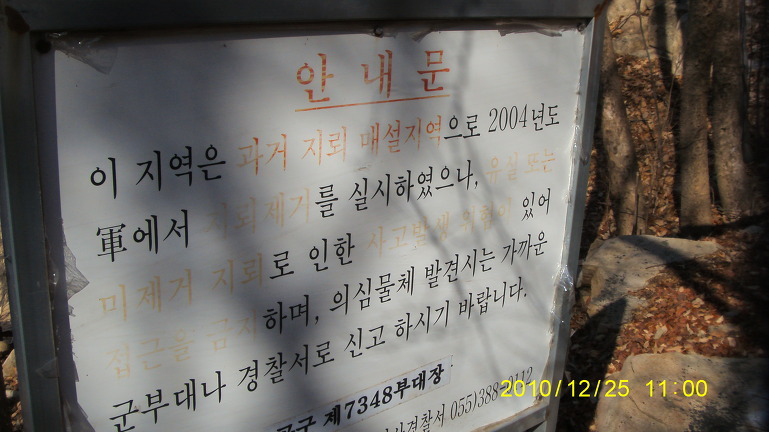 안 내 문
이 지역은 과거 지뢰 매설지역으로 2004년도
軍에서 지뢰제거를 실시하였으나, 유실 또는
미제거 지뢰로 인한 사고발생 위험이 있어
접근을 금지하며, 의심물체 발견시는 가까운
군부대나 경찰서로 신고 하시기 바랍니다.
공군 제7348부대장
경찰서 055)388-0112
2010/12/25 11:00